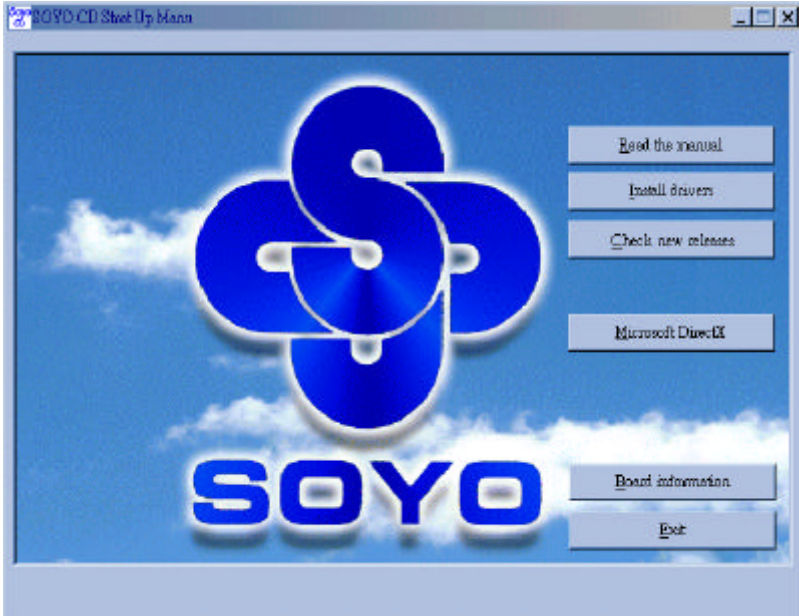 SOYO CD Start Up Menu
Read the manual
Install drivers
Check new releases
Microsoft DirectX
SOYO
Board information
Exit